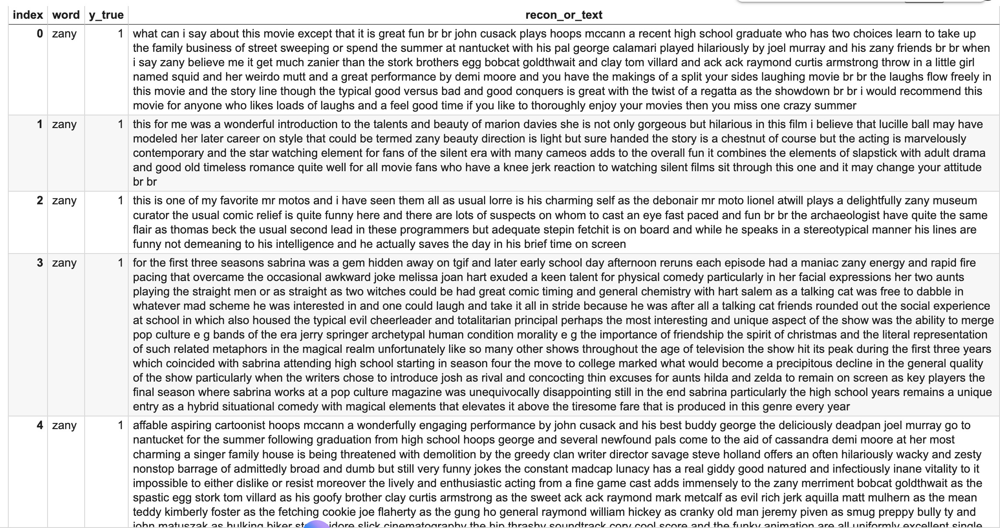 index word y_true recon_or_text
0 zany 1 what can i say about this movie except that it is great fun br br john cusack plays hoops mccann a recent high school graduate who has two choices learn to take up
the family business of street sweeping or spend the summer at nantucket with his pal george calamari played hilariously by joel murray and his zany friends br br when
i say zany believe me it get much zanier than the stork brothers egg bobcat goldthwait and clay tom villard and ack ack raymond curtis armstrong throw in a little girl
named squid and her weirdo mutt and a great performance by demi moore and you have the makings of a split your sides laughing movie br br the laughs flow freely in
this movie and the story line though the typical good versus bad and good conquers is great with the twist of a regatta as the showdown br br i would recommend this
movie for anyone who likes loads of laughs and a feel good time if you like to thoroughly enjoy your movies then you miss one crazy summer
1 zany 1 this for me was a wonderful introduction to the talents and beauty of marion davies she is not only gorgeous but hilarious in this film i believe that lucille ball may have
modeled her later career on style that could be termed zany beauty direction is light but sure handed the story is a chestnut of course but the acting is marvelously
contemporary and the star watching element for fans of the silent era with many cameos adds to the overall fun it combines the elements of slapstick with adult drama
and good old timeless romance quite well for all movie fans who have a knee jerk reaction to watching silent films sit through this one and it may change your attitude
br br
2 zany 1 this is one of my favorite mr motos and i have seen them all as usual lorre is his charming self as the debonair mr moto lionel atwill plays a delightfully zany museum
curator the usual comic relief is quite funny here and there are lots of suspects on whom to cast an eye fast paced and fun br br the archaeologist have quite the same
flair as thomas beck the usual second lead in these programmers but adequate stepin fetchit is on board and while he speaks in a stereotypical manner his lines are
funny not demeaning to his intelligence and he actually saves the day in his brief time on screen
3 zany 1 for the first three seasons sabrina was a gem hidden away on tgif and later early school day afternoon reruns each episode had a maniac zany energy and rapid fire
pacing that overcame the occasional awkward joke melissa joan hart exuded a keen talent for physical comedy particularly in her facial expressions her two aunts
playing the straight men or as straight as two witches could be had great comic timing and general chemistry with hart salem as a talking cat was free to dabble in
whatever mad scheme he was interested in and one could laugh and take it all in stride because he was after all a talking cat friends rounded out the social experience
at school in which also housed the typical evil cheerleader and totalitarian principal perhaps the most interesting and unique aspect of the show was the ability to merge
pop culture e g bands of the era jerry springer archetypal human condition morality e g the importance of friendship the spirit of christmas and the literal representation
of such related metaphors in the magical realm unfortunately like so many other shows throughout the age of television the show hit its peak during the first three years
which coincided with sabrina attending high school starting in season four the move to college marked what would become a precipitous decline in the general quality
of the show particularly when the writers chose to introduce josh as rival and concocting thin excuses for aunts hilda and zelda to remain on screen as key players the
final season where sabrina works at a pop culture magazine was unequivocally disappointing still in the end sabrina particularly the high school years remains a unique
entry as a hybrid situational comedy with magical elements that elevates it above the tiresome fare that is produced in this genre every year
4 zany 1 affable aspiring cartoonist hoops mccann a wonderfully engaging performance by john cusack and his best buddy george the deliciously deadpan joel murray go to
nantucket for the summer following graduation from high school hoops george and several newfound pals come to the aid of cassandra demi moore at her most
charming a singer family house is being threatened with demolition by the greedy clan writer director savage steve holland offers an often hilariously wacky and zesty
nonstop barrage of admittedly broad and dumb but still very funny jokes the constant madcap lunacy has a real giddy good natured and infectiously inane vitality to it
impossible to either dislike or resist moreover the lively and enthusiastic acting from a fine game cast adds immensely to the zany merriment bobcat goldthwait as the
spastic egg stork tom villard as his goofy brother clay curtis armstrong as the sweet ack ack raymond mark metcalf as evil rich jerk aquilla matt mulhern as the mean
teddy kimberly foster as the fetching cookie joe flaherty as the gung ho general raymond william hickey as cranky old man jeremy piven as smug preppy bully ty and
john matuszak as hulking biker slick cinematography the hip thrashy soundtrack cory cool score and the funky animation are all uniformly excellent single